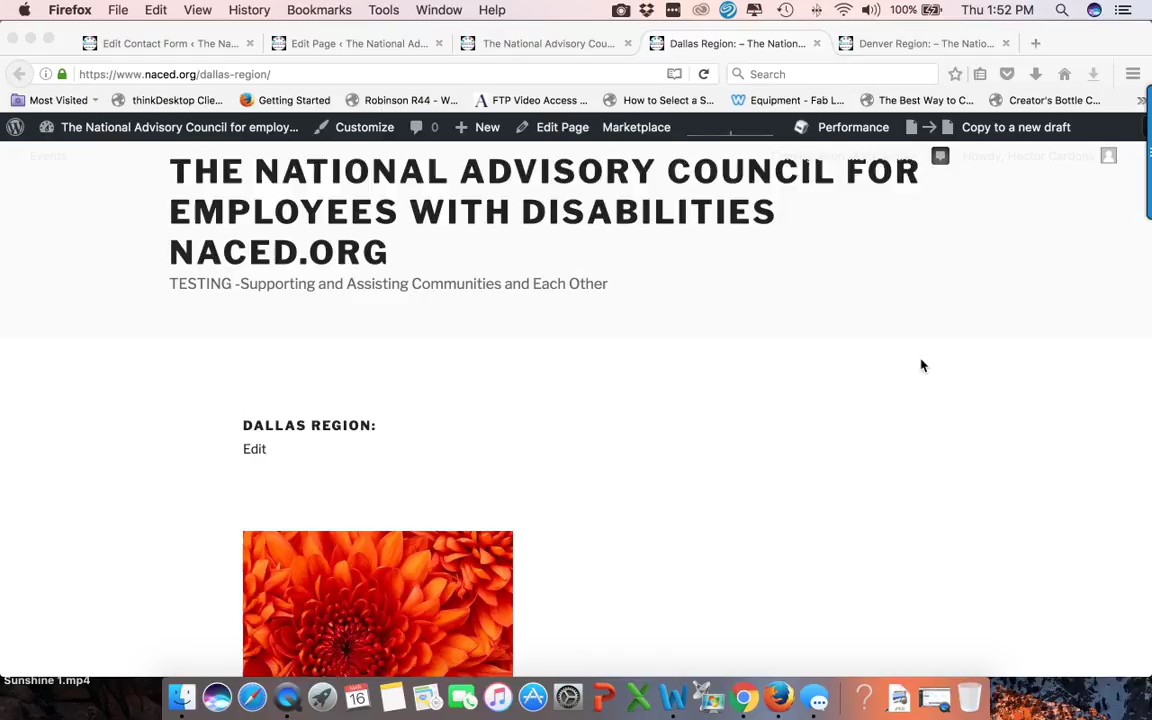 Firefox File Edit View History Bookmarks Tools Window Help 100% Thu 1:52 PM
Edit Contact Form ‹ The Na... Edit Page ‹ The National Ad... The National Advisory Cou... Dallas Region: – The Nation... Denver Region: – The Natio...
https://www.naced.org/dallas-region/ Search
Most Visited thinkDesktop Clie... Getting Started Robinson R44 - W... FTP Video Access ... How to Select a S... Equipment - Fab L... The Best Way to C... Creator's Bottle C...
The National Advisory Council for employ... Customize 0 New Edit Page Marketplace Performance Copy to a new draft
Events Howdy, Hector Cardona
THE NATIONAL ADVISORY COUNCIL FOR
EMPLOYEES WITH DISABILITIES
NACED.ORG
TESTING -Supporting and Assisting Communities and Each Other
DALLAS REGION:
Edit
Sunshine 1.mp4
16